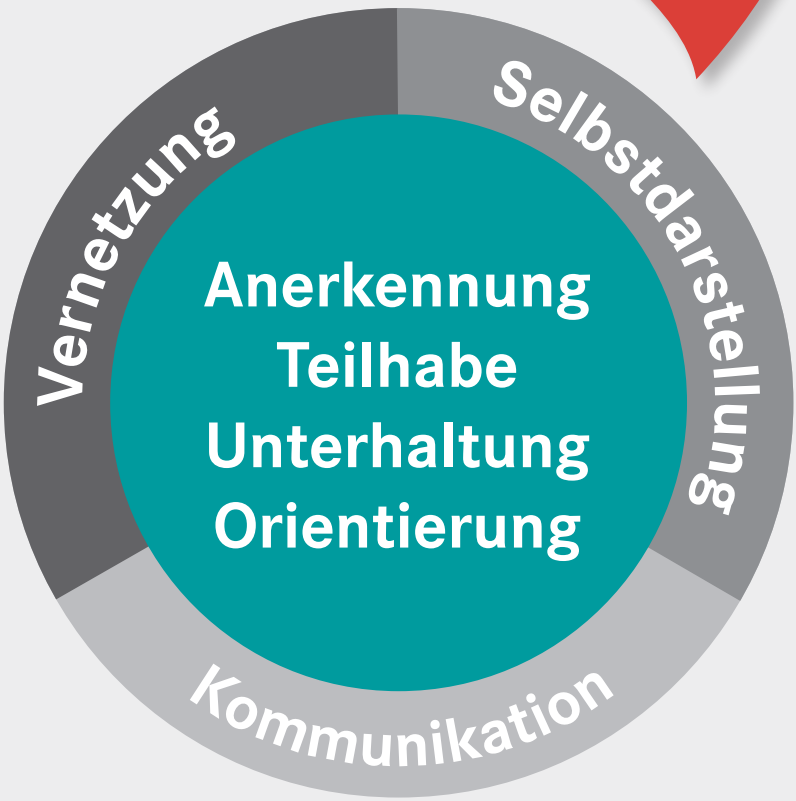 Vernetzung
Selbstdarstellung
Anerkennung
Teilhabe
Unterhaltung
Orientierung
Kommunikation